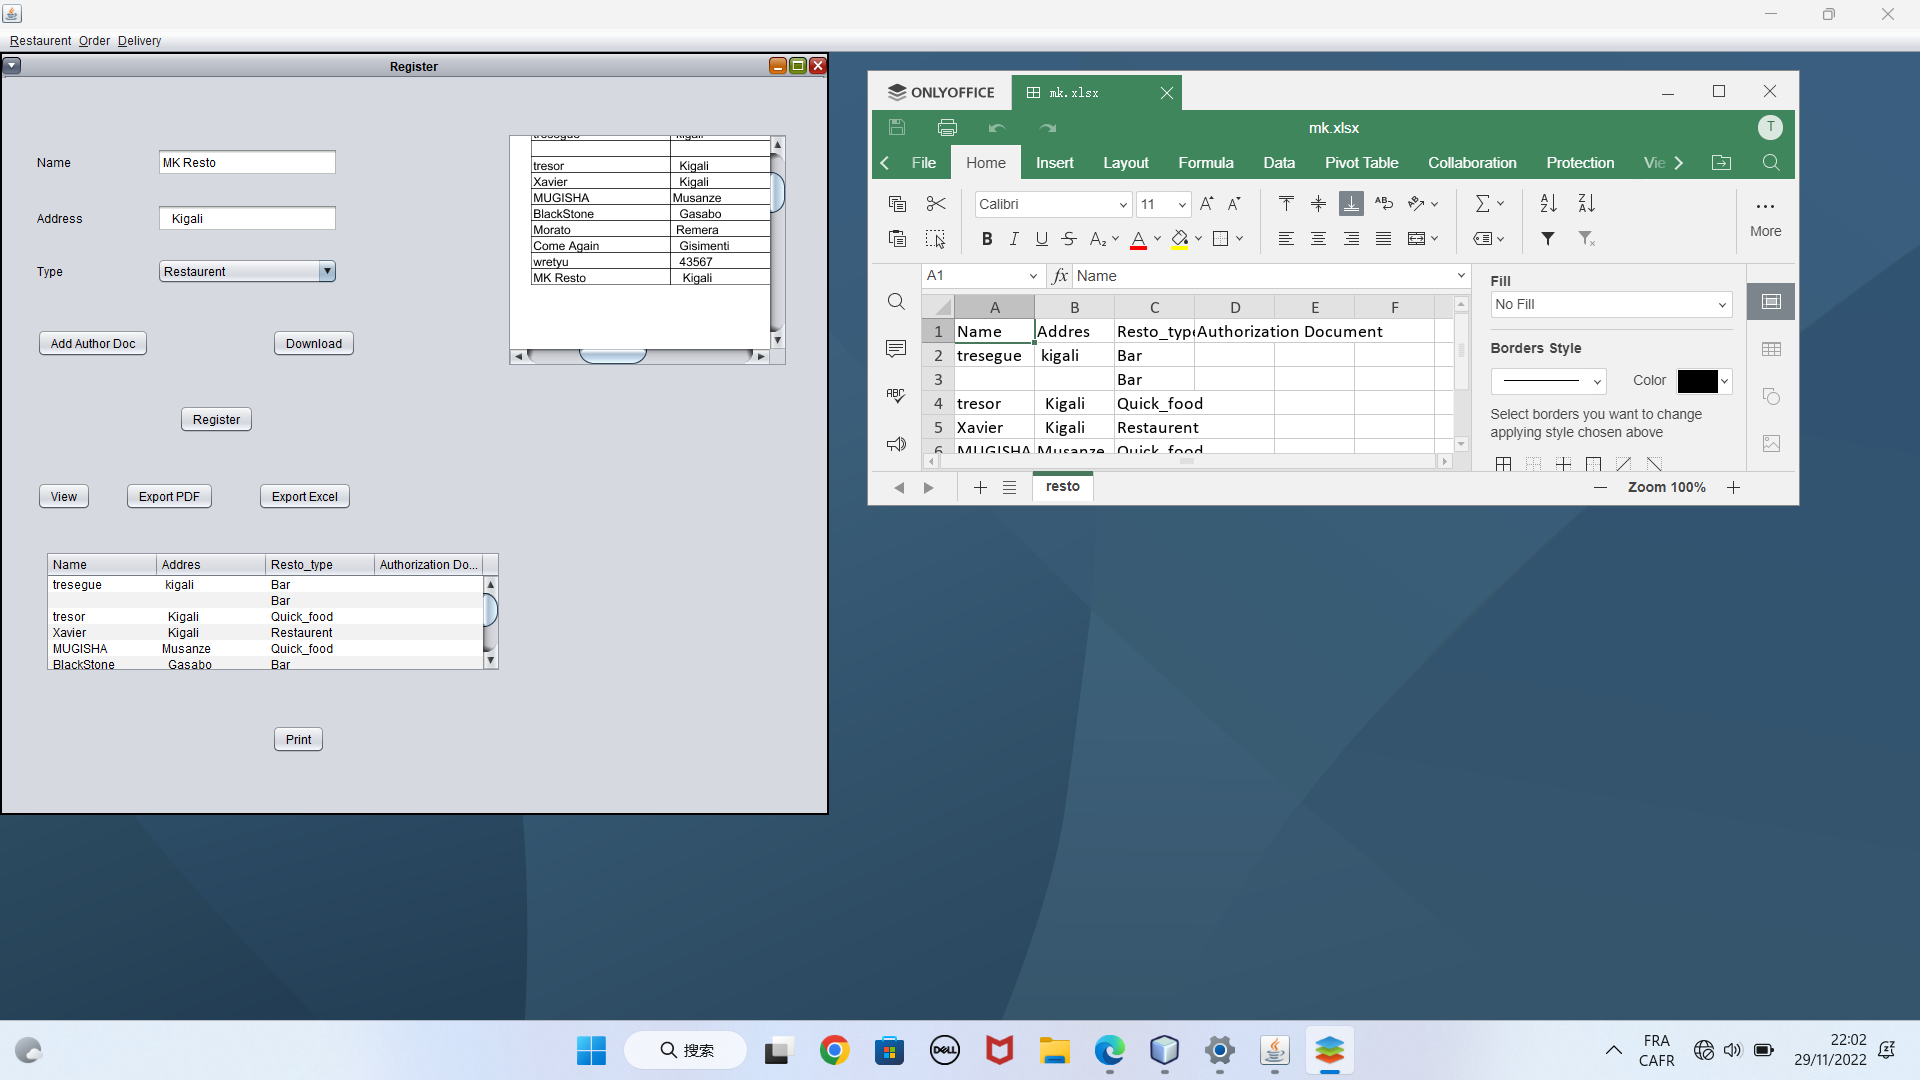 Restaurent Order Delivery
Register
Name MK Resto
Address Kigali
Type Restaurent
Add Author Doc Download
Register
View Export PDF Export Excel
Name Addres Resto_type Authorization Do...
tresegue kigali Bar
Bar
tresor Kigali Quick_food
Xavier Kigali Restaurent
MUGISHA Musanze Quick_food
BlackStone Gasabo Bar
Print
tresegue kigali
tresor Kigali
Xavier Kigali
MUGISHA Musanze
BlackStone Gasabo
Morato Remera
Come Again Gisimenti
wretyu 43567
MK Resto Kigali
ONLYOFFICE mk.xlsx
mk.xlsx T
File Home Insert Layout Formula Data Pivot Table Collaboration Protection Vie
Calibri 11
More
A1 fx Name
A B C D E F
1 Name Addres Resto_type Authorization Document
2 tresegue kigali Bar
3 Bar
4 tresor Kigali Quick_food
5 Xavier Kigali Restaurent
6 MUGISHA Musanze Quick_food
Fill
No Fill
Borders Style
Color
Select borders you want to change
applying style chosen above
resto
Zoom 100%
搜索
DELL
FRA
CAFR
22:02
29/11/2022